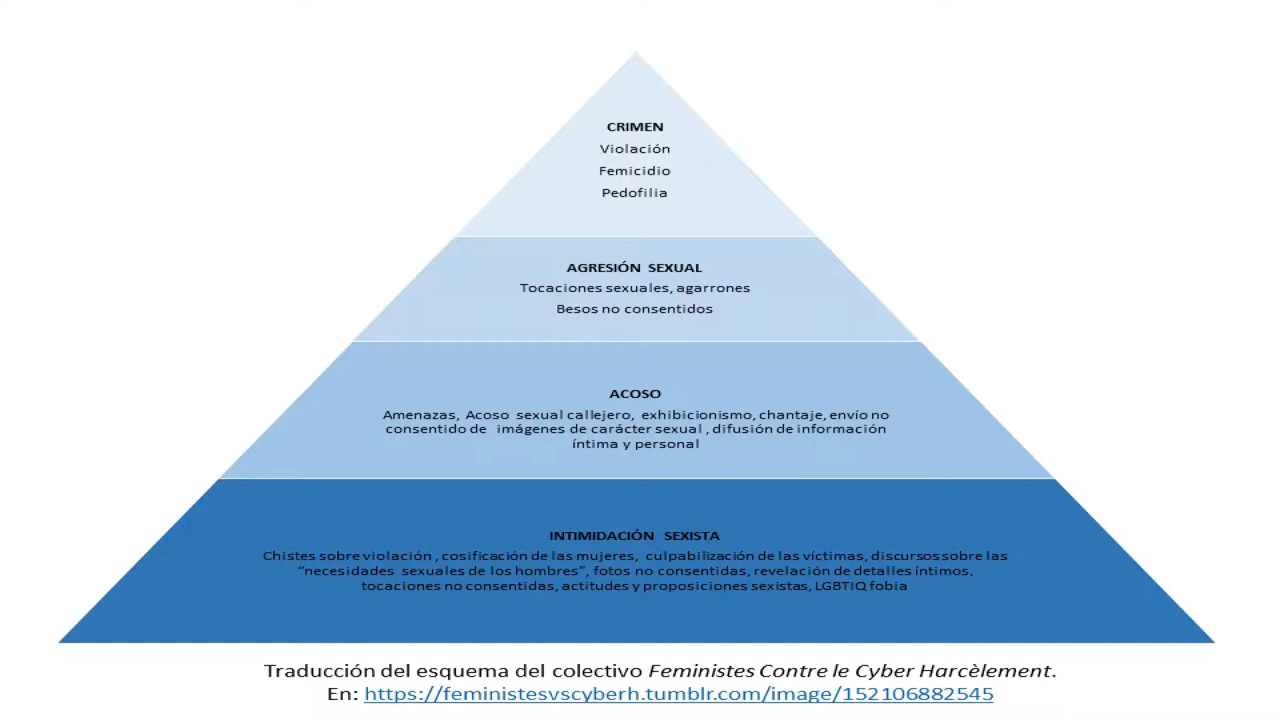 CRIMEN
Violación
Femicidio
Pedofilia
AGRESIÓN SEXUAL
Tocaciones sexuales, agarrones
Besos no consentidos
ACOSO
Amenazas, Acoso sexual callejero, exhibicionismo, chantaje, envío no
consentido de imágenes de carácter sexual , difusión de información
íntima y personal
INTIMIDACIÓN SEXISTA
Chistes sobre violación , cosificación de las mujeres, culpabilización de las víctimas, discursos sobre las
“necesidades sexuales de los hombres”, fotos no consentidas, revelación de detalles íntimos,
tocaciones no consentidas, actitudes y proposiciones sexistas, LGBTIQ fobia
Traducción del esquema del colectivo Feministes Contre le Cyber Harcèlement.
En: https://feministesvscyberh.tumblr.com/image/152106882545